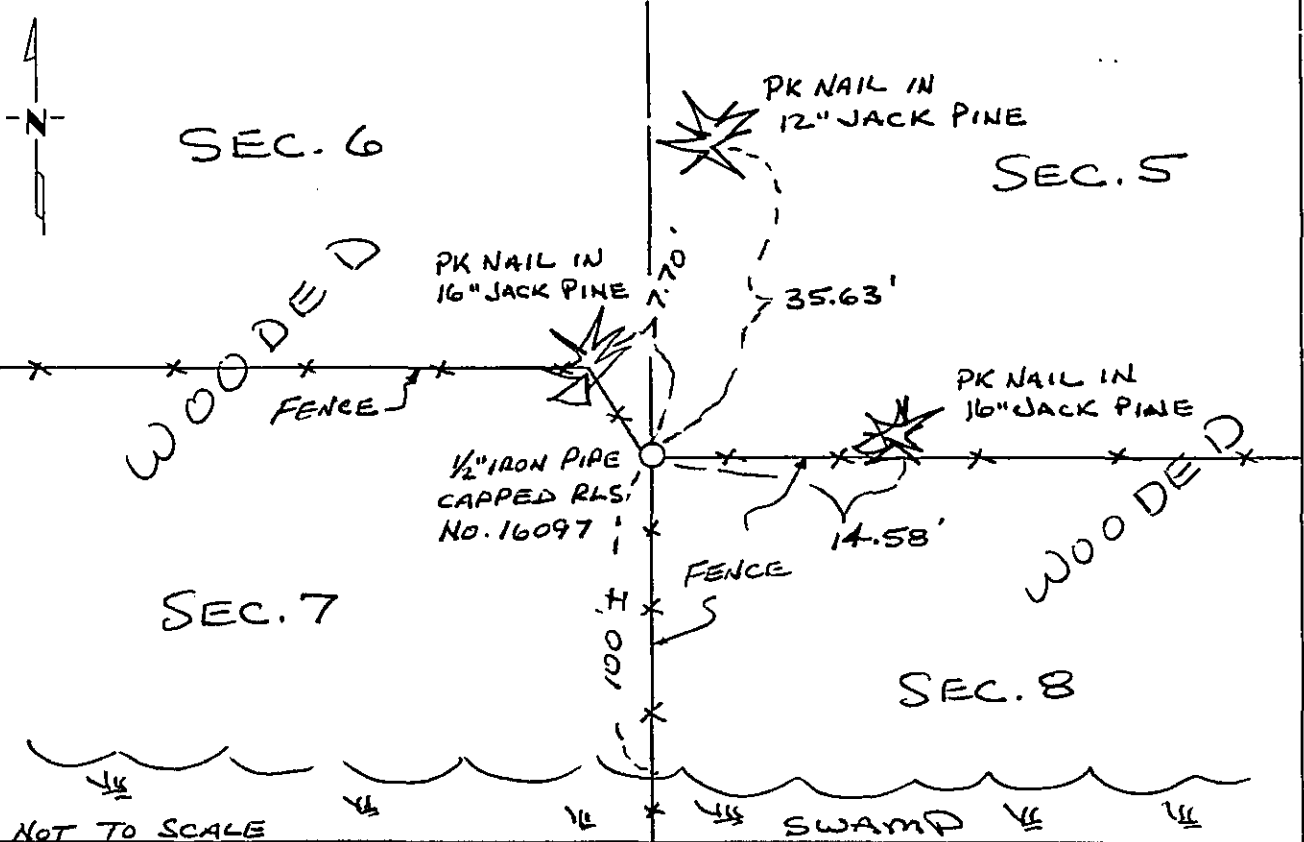 N
SEC. 6
PK NAIL IN
12" JACK PINE
SEC. 5
WOODED
PK NAIL IN
16" JACK PINE
7.70'
35.63'
FENCE
PK NAIL IN
16" JACK PINE
1/2" IRON PIPE
CAPPED RLS.
NO. 16097
14.58'
WOODED
FENCE
SEC. 7
100
SEC. 8
NOT TO SCALE
SWAMP